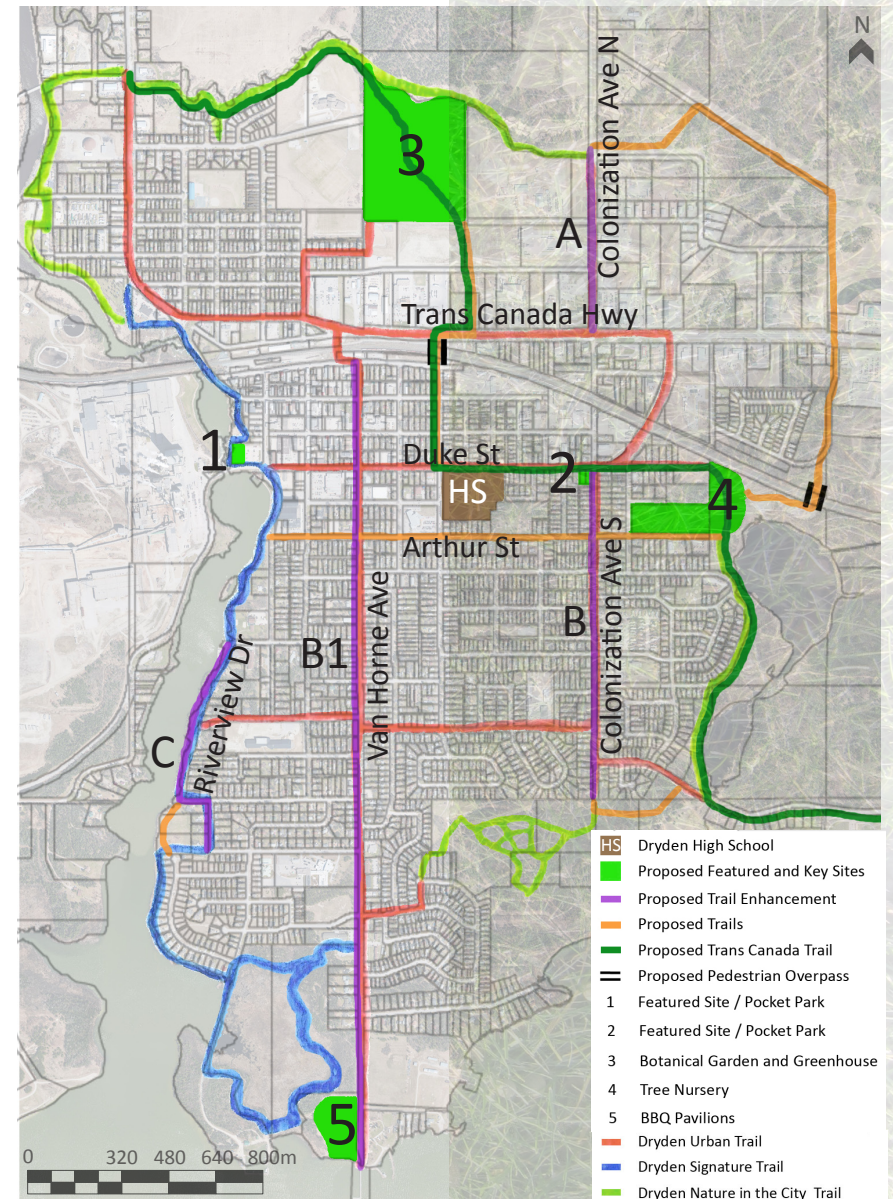 N
Colonization Ave N
3
A
Trans Canada Hwy
1
Duke St
2
HS
4
Arthur St
B1
Van Horne Ave
B
Colonization Ave S
Riverview Dr
C
5
0 320 480 640 800m
HS Dryden High School
Proposed Featured and Key Sites
Proposed Trail Enhancement
Proposed Trails
Proposed Trans Canada Trail
Proposed Pedestrian Overpass
1 Featured Site / Pocket Park
2 Featured Site / Pocket Park
3 Botanical Garden and Greenhouse
4 Tree Nursery
5 BBQ Pavilions
Dryden Urban Trail
Dryden Signature Trail
Dryden Nature in the City Trail